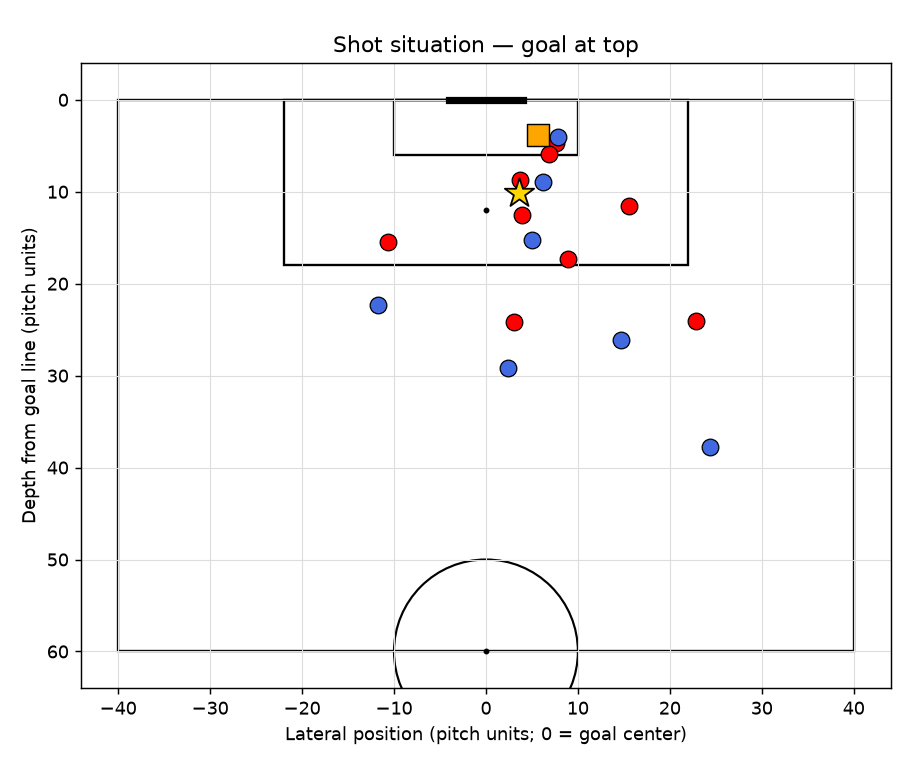 Shot situation — goal at top
Depth from goal line (pitch units)
0
10
20
30
40
50
60
−40 −30 −20 −10 0 10 20 30 40
Lateral position (pitch units; 0 = goal center)